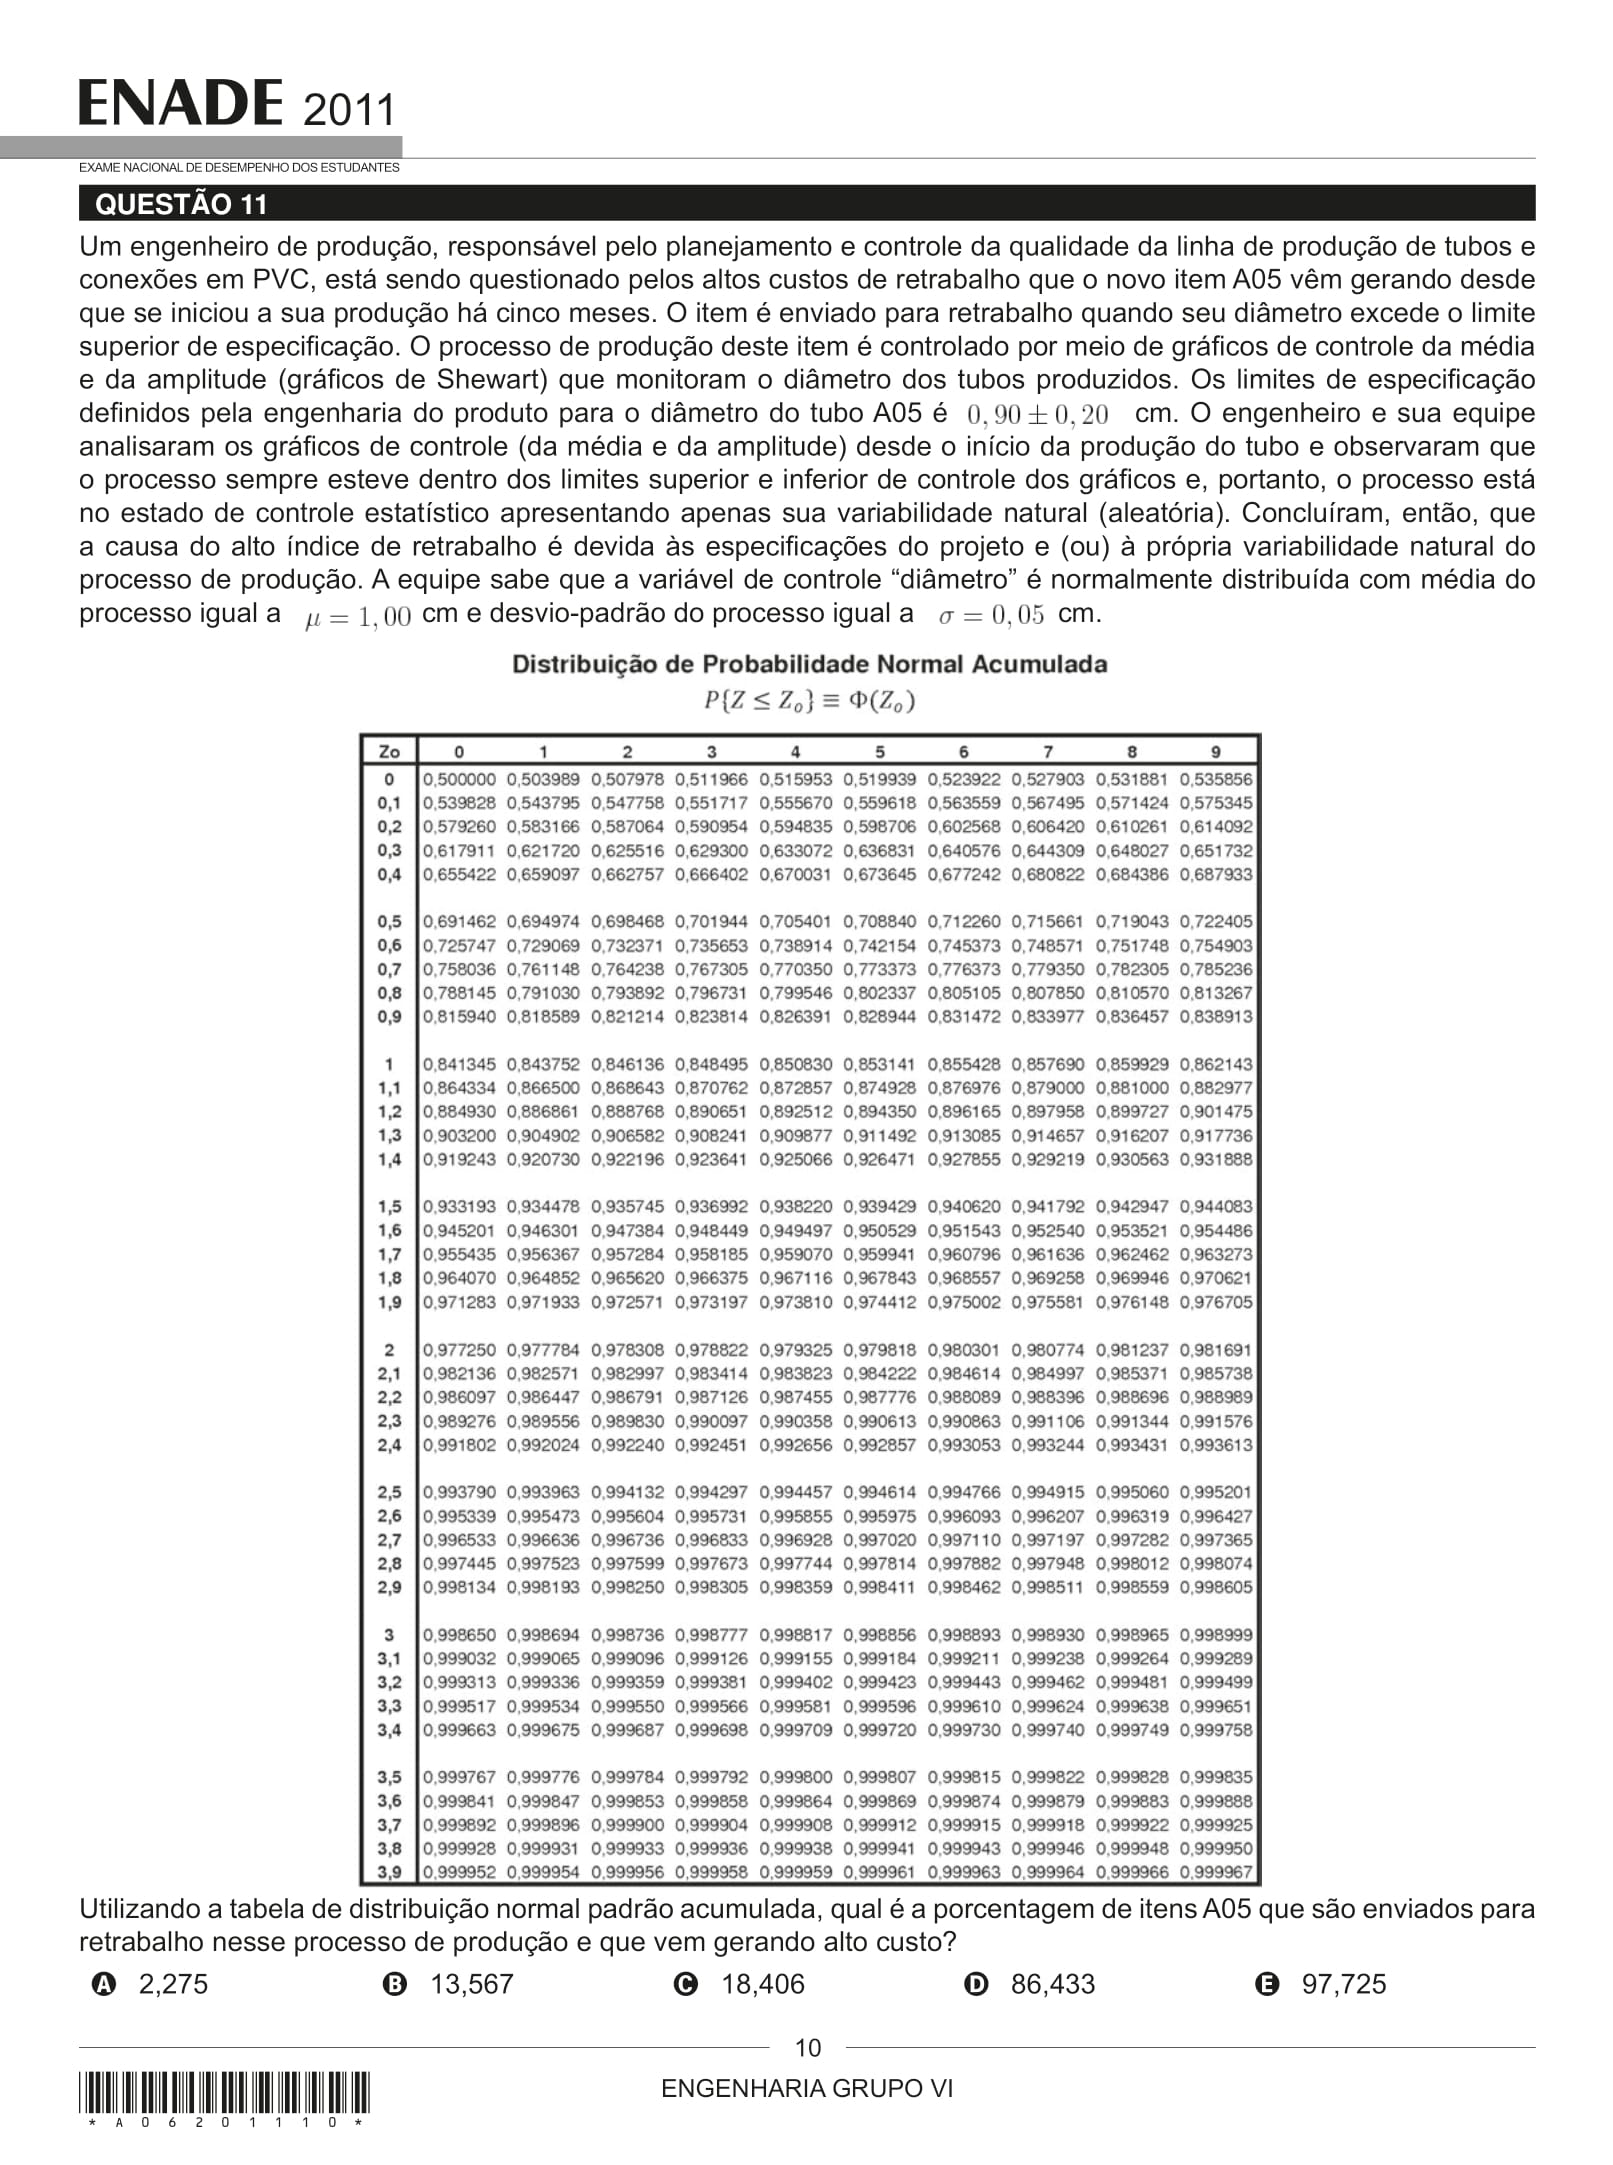 ENADE 2011
EXAME NACIONAL DE DESEMPENHO DOS ESTUDANTES
QUESTÃO 11
Um engenheiro de produção, responsável pelo planejamento e controle da qualidade da linha de produção de tubos e
conexões em PVC, está sendo questionado pelos altos custos de retrabalho que o novo item A05 vêm gerando desde
que se iniciou a sua produção há cinco meses. O item é enviado para retrabalho quando seu diâmetro excede o limite
superior de especificação. O processo de produção deste item é controlado por meio de gráficos de controle da média
e da amplitude (gráficos de Shewart) que monitoram o diâmetro dos tubos produzidos. Os limites de especificação
definidos pela engenharia do produto para o diâmetro do tubo A05 é 0,90 ± 0,20 cm. O engenheiro e sua equipe
analisaram os gráficos de controle (da média e da amplitude) desde o início da produção do tubo e observaram que
o processo sempre esteve dentro dos limites superior e inferior de controle dos gráficos e, portanto, o processo está
no estado de controle estatístico apresentando apenas sua variabilidade natural (aleatória). Concluíram, então, que
a causa do alto índice de retrabalho é devida às especificações do projeto e (ou) à própria variabilidade natural do
processo de produção. A equipe sabe que a variável de controle “diâmetro” é normalmente distribuída com média do
processo igual a μ = 1,00 cm e desvio-padrão do processo igual a σ = 0,05 cm.
Distribuição de Probabilidade Normal Acumulada
P{Z ≤ Zₒ} ≡ Φ(Zₒ)
Zo 0 1 2 3 4 5 6 7 8 9
0 0,500000 0,503989 0,507978 0,511966 0,515953 0,519939 0,523922 0,527903 0,531881 0,535856
0,1 0,539828 0,543795 0,547758 0,551717 0,555670 0,559618 0,563559 0,567495 0,571424 0,575345
0,2 0,579260 0,583166 0,587064 0,590954 0,594835 0,598706 0,602568 0,606420 0,610261 0,614092
0,3 0,617911 0,621720 0,625516 0,629300 0,633072 0,636831 0,640576 0,644309 0,648027 0,651732
0,4 0,655422 0,659097 0,662757 0,666402 0,670031 0,673645 0,677242 0,680822 0,684386 0,687933
0,5 0,691462 0,694974 0,698468 0,701944 0,705401 0,708840 0,712260 0,715661 0,719043 0,722405
0,6 0,725747 0,729069 0,732371 0,735653 0,738914 0,742154 0,745373 0,748571 0,751748 0,754903
0,7 0,758036 0,761148 0,764238 0,767305 0,770350 0,773373 0,776373 0,779350 0,782305 0,785236
0,8 0,788145 0,791030 0,793892 0,796731 0,799546 0,802337 0,805105 0,807850 0,810570 0,813267
0,9 0,815940 0,818589 0,821214 0,823814 0,826391 0,828944 0,831472 0,833977 0,836457 0,838913
1 0,841345 0,843752 0,846136 0,848495 0,850830 0,853141 0,855428 0,857690 0,859929 0,862143
1,1 0,864334 0,866500 0,868643 0,870762 0,872857 0,874928 0,876976 0,879000 0,881000 0,882977
1,2 0,884930 0,886861 0,888768 0,890651 0,892512 0,894350 0,896165 0,897958 0,899727 0,901475
1,3 0,903200 0,904902 0,906582 0,908241 0,909877 0,911492 0,913085 0,914657 0,916207 0,917736
1,4 0,919243 0,920730 0,922196 0,923641 0,925066 0,926471 0,927855 0,929219 0,930563 0,931888
1,5 0,933193 0,934478 0,935745 0,936992 0,938220 0,939429 0,940620 0,941792 0,942947 0,944083
1,6 0,945201 0,946301 0,947384 0,948449 0,949497 0,950529 0,951543 0,952540 0,953521 0,954486
1,7 0,955435 0,956367 0,957284 0,958185 0,959070 0,959941 0,960796 0,961636 0,962462 0,963273
1,8 0,964070 0,964852 0,965620 0,966375 0,967116 0,967843 0,968557 0,969258 0,969946 0,970621
1,9 0,971283 0,971933 0,972571 0,973197 0,973810 0,974412 0,975002 0,975581 0,976148 0,976705
2 0,977250 0,977784 0,978308 0,978822 0,979325 0,979818 0,980301 0,980774 0,981237 0,981691
2,1 0,982136 0,982571 0,982997 0,983414 0,983823 0,984222 0,984614 0,984997 0,985371 0,985738
2,2 0,986097 0,986447 0,986791 0,987126 0,987455 0,987776 0,988089 0,988396 0,988696 0,988989
2,3 0,989276 0,989556 0,989830 0,990097 0,990358 0,990613 0,990863 0,991106 0,991344 0,991576
2,4 0,991802 0,992024 0,992240 0,992451 0,992656 0,992857 0,993053 0,993244 0,993431 0,993613
2,5 0,993790 0,993963 0,994132 0,994297 0,994457 0,994614 0,994766 0,994915 0,995060 0,995201
2,6 0,995339 0,995473 0,995604 0,995731 0,995855 0,995975 0,996093 0,996207 0,996319 0,996427
2,7 0,996533 0,996636 0,996736 0,996833 0,996928 0,997020 0,997110 0,997197 0,997282 0,997365
2,8 0,997445 0,997523 0,997599 0,997673 0,997744 0,997814 0,997882 0,997948 0,998012 0,998074
2,9 0,998134 0,998193 0,998250 0,998305 0,998359 0,998411 0,998462 0,998511 0,998559 0,998605
3 0,998650 0,998694 0,998736 0,998777 0,998817 0,998856 0,998893 0,998930 0,998965 0,998999
3,1 0,999032 0,999065 0,999096 0,999126 0,999155 0,999184 0,999211 0,999238 0,999264 0,999289
3,2 0,999313 0,999336 0,999359 0,999381 0,999402 0,999423 0,999443 0,999462 0,999481 0,999499
3,3 0,999517 0,999534 0,999550 0,999566 0,999581 0,999596 0,999610 0,999624 0,999638 0,999651
3,4 0,999663 0,999675 0,999687 0,999698 0,999709 0,999720 0,999730 0,999740 0,999749 0,999758
3,5 0,999767 0,999776 0,999784 0,999792 0,999800 0,999807 0,999815 0,999822 0,999828 0,999835
3,6 0,999841 0,999847 0,999853 0,999858 0,999864 0,999869 0,999874 0,999879 0,999883 0,999888
3,7 0,999892 0,999896 0,999900 0,999904 0,999908 0,999912 0,999915 0,999918 0,999922 0,999925
3,8 0,999928 0,999931 0,999933 0,999936 0,999938 0,999941 0,999943 0,999946 0,999948 0,999950
3,9 0,999952 0,999954 0,999956 0,999958 0,999959 0,999961 0,999963 0,999964 0,999966 0,999967
Utilizando a tabela de distribuição normal padrão acumulada, qual é a porcentagem de itens A05 que são enviados para
retrabalho nesse processo de produção e que vem gerando alto custo?
A 2,275 B 13,567 C 18,406 D 86,433 E 97,725
10
ENGENHARIA GRUPO VI
* A 0 6 2 0 1 1 1 0 *